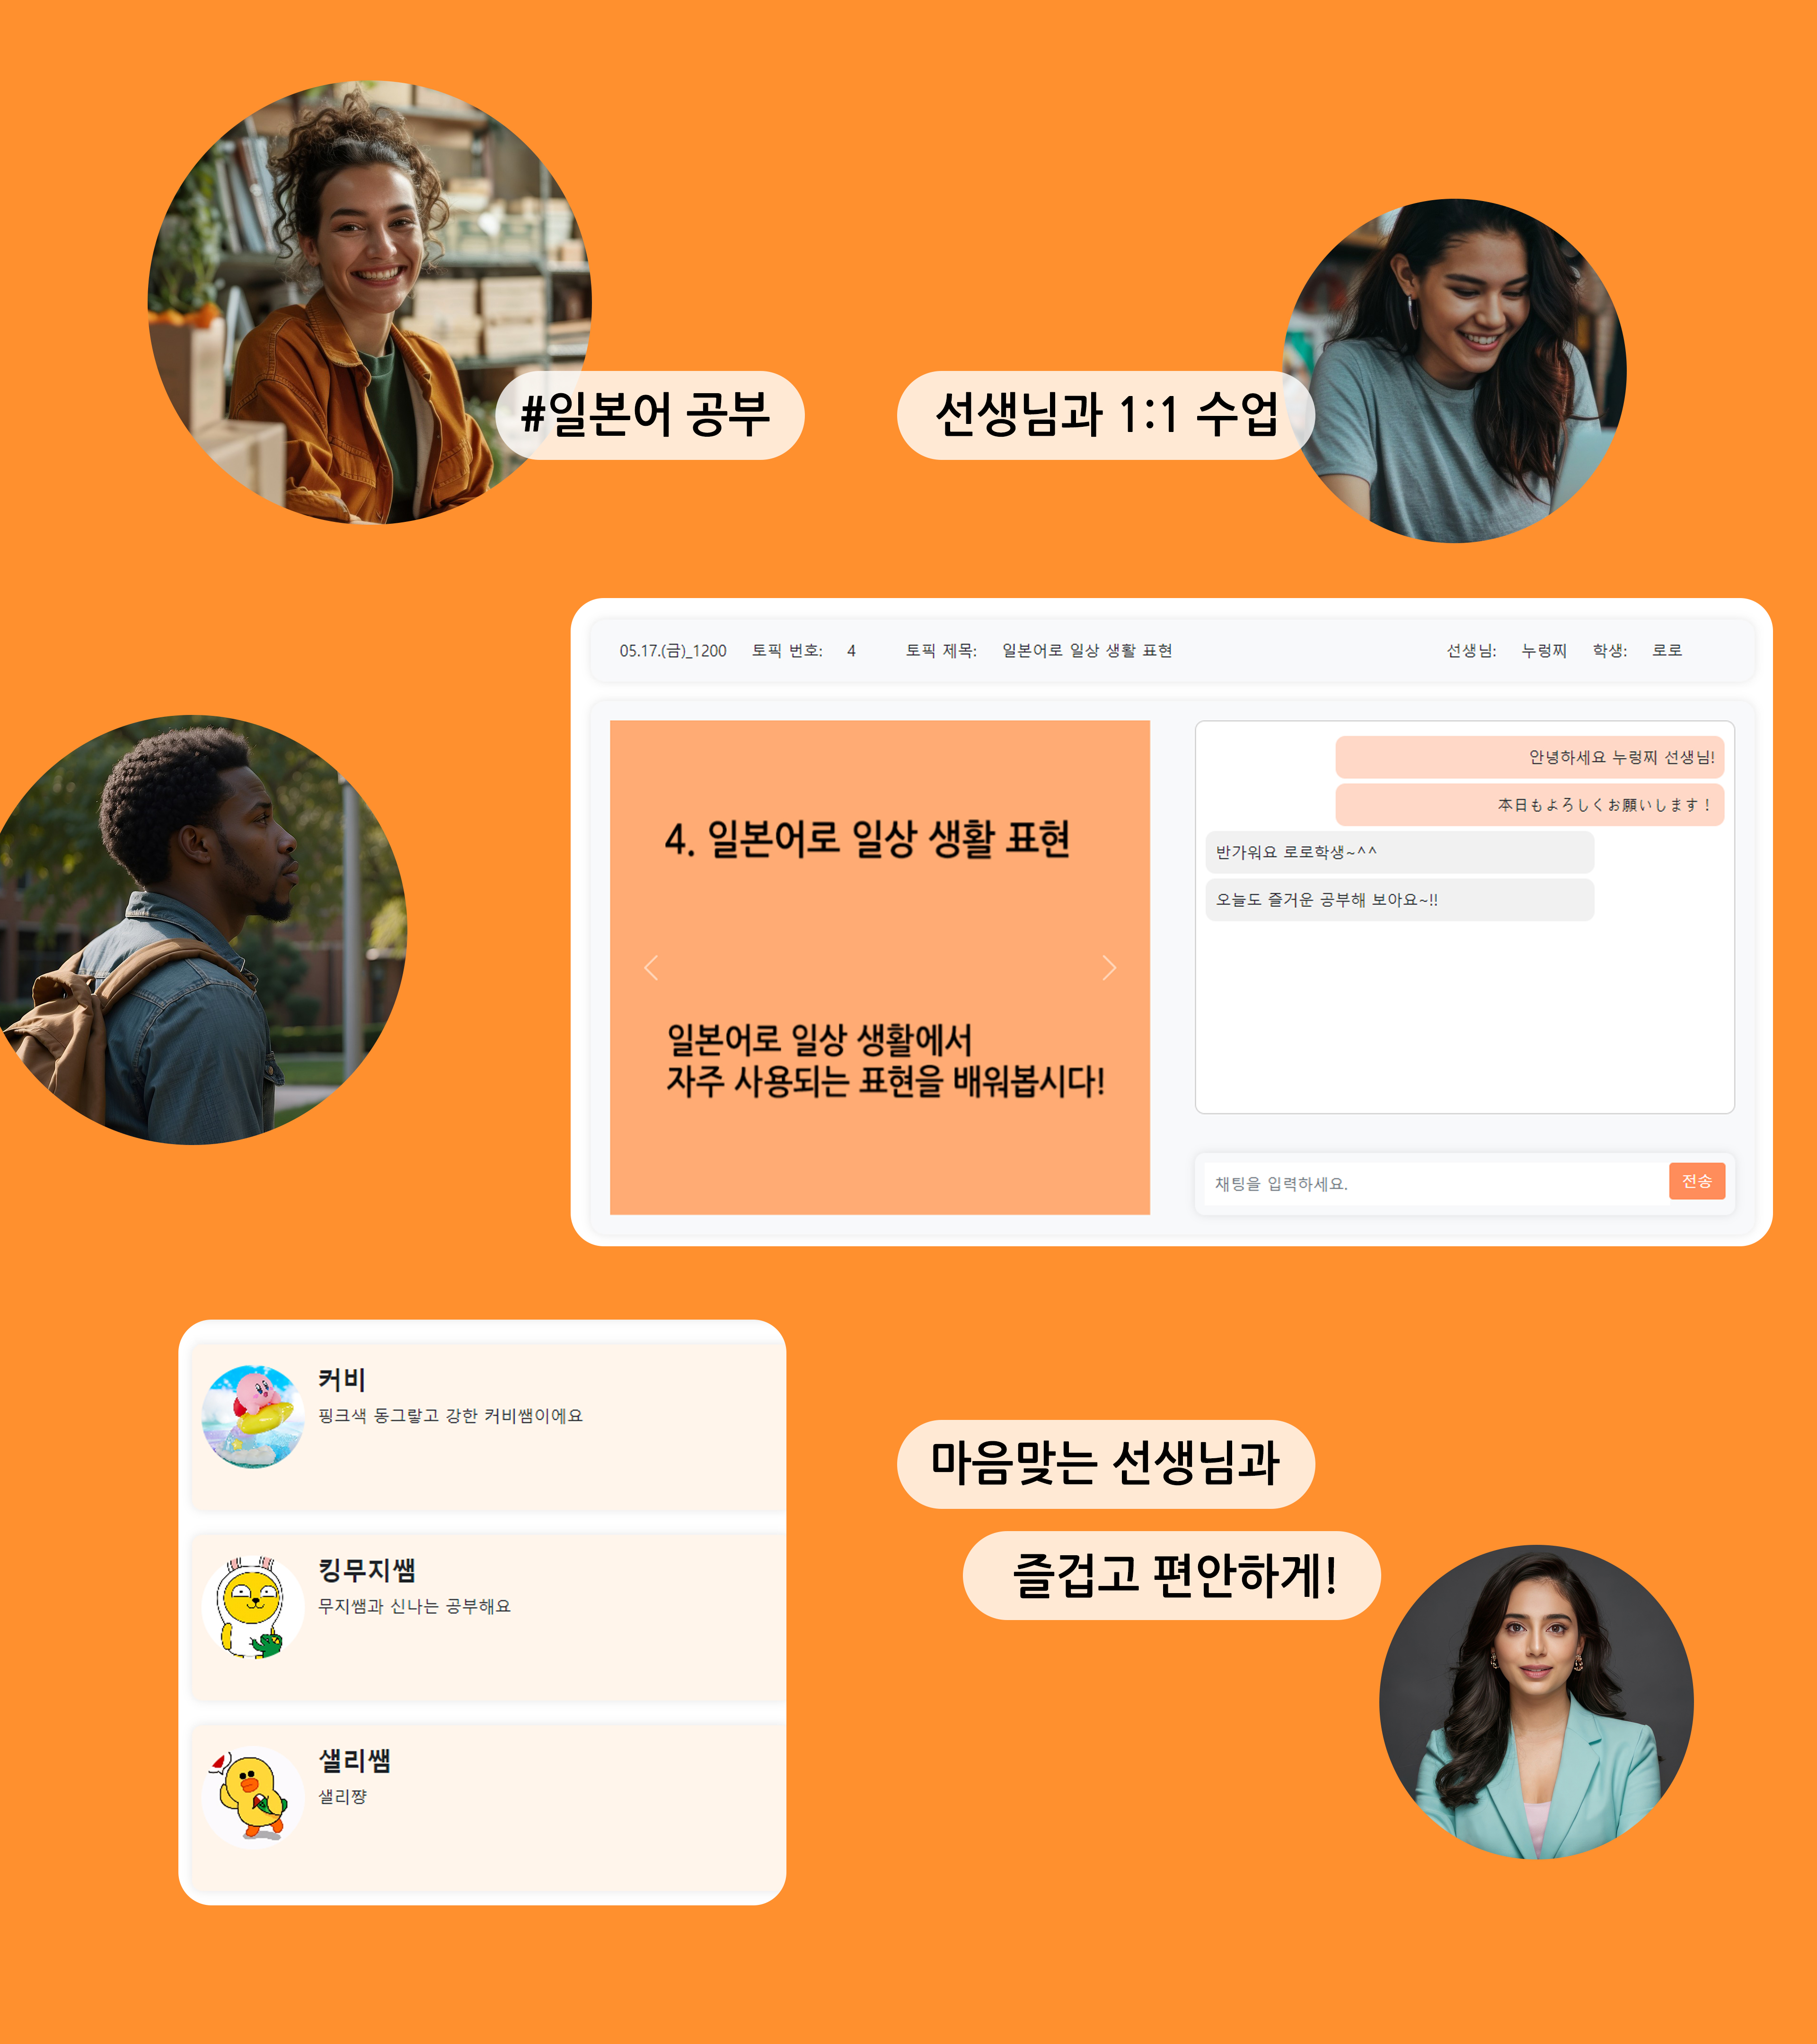 #일본어 공부
선생님과 1:1 수업
05.17.(금)_1200 토픽 번호: 4 토픽 제목: 일본어로 일상 생활 표현 선생님: 누렁찌 학생: 로로
4. 일본어로 일상 생활 표현
일본어로 일상 생활에서
자주 사용되는 표현을 배워봅시다!
안녕하세요 누렁찌 선생님!
本日もよろしくお願いします！
반가워요 로로학생~^^
오늘도 즐거운 공부해 보아요~!!
채팅을 입력하세요.
전송
커비
핑크색 동그랗고 강한 커비쌤이에요
킹무지쌤
무지쌤과 신나는 공부해요
샐리쌤
샐리쨩
마음맞는 선생님과
즐겁고 편안하게!